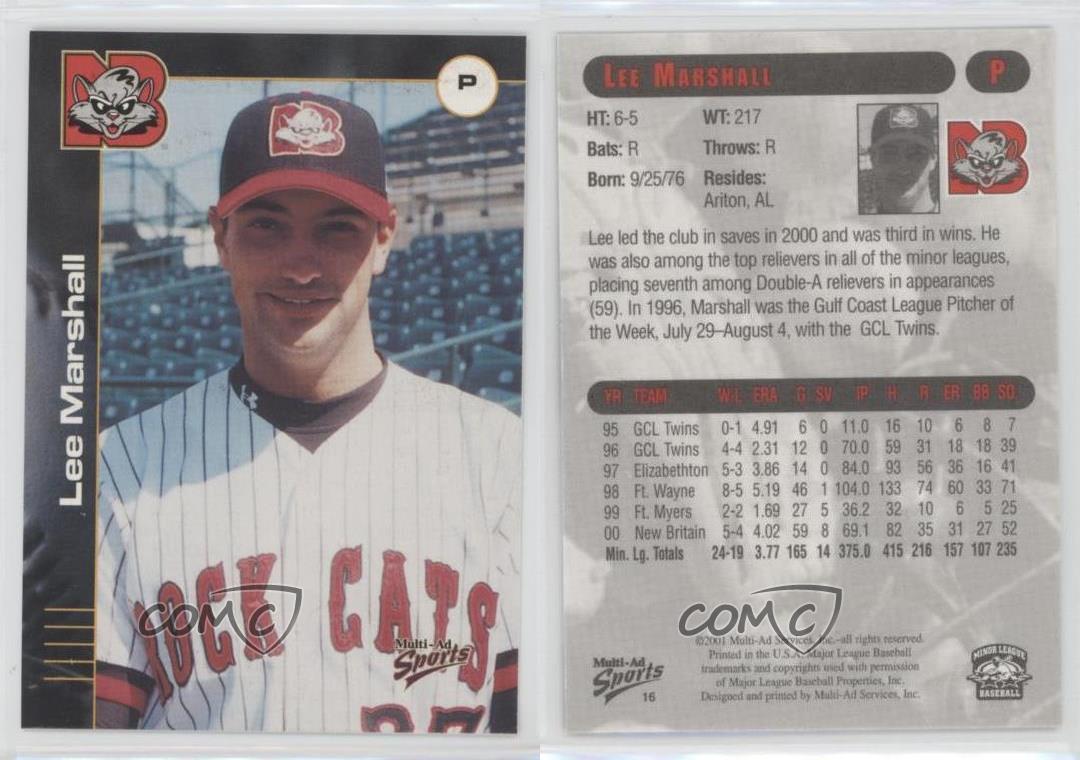 P
Lee Marshall
ROCK CATS
Multi-Ad
Sports
COMC
LEE MARSHALL
P
HT: 6-5 WT: 217
Bats: R Throws: R
Born: 9/25/76 Resides:
Ariton, AL
Lee led the club in saves in 2000 and was third in wins. He
was also among the top relievers in all of the minor leagues,
placing seventh among Double-A relievers in appearances
(59). In 1996, Marshall was the Gulf Coast League Pitcher of
the Week, July 29–August 4, with the GCL Twins.
YR TEAM W-L ERA G SV IP H R ER BB SO
95 GCL Twins 0-1 4.91 6 0 11.0 16 10 6 8 7
96 GCL Twins 4-4 2.31 12 0 70.0 59 31 18 18 39
97 Elizabethton 5-3 3.86 14 0 84.0 93 56 36 16 41
98 Ft. Wayne 8-5 5.19 46 1 104.0 133 74 60 33 71
99 Ft. Myers 2-2 1.69 27 5 36.2 32 10 6 5 25
00 New Britain 5-4 4.02 59 8 69.1 82 35 31 27 52
Min. Lg. Totals 24-19 3.77 165 14 375.0 415 216 157 107 235
COMC
©2001 Multi-Ad Services, Inc.–all rights reserved.
Printed in the U.S.A. Major League Baseball
trademarks and copyrights used with permission
of Major League Baseball Properties, Inc.
Designed and printed by Multi-Ad Services, Inc.
Multi-Ad
Sports
16
MINOR LEAGUE
BASEBALL